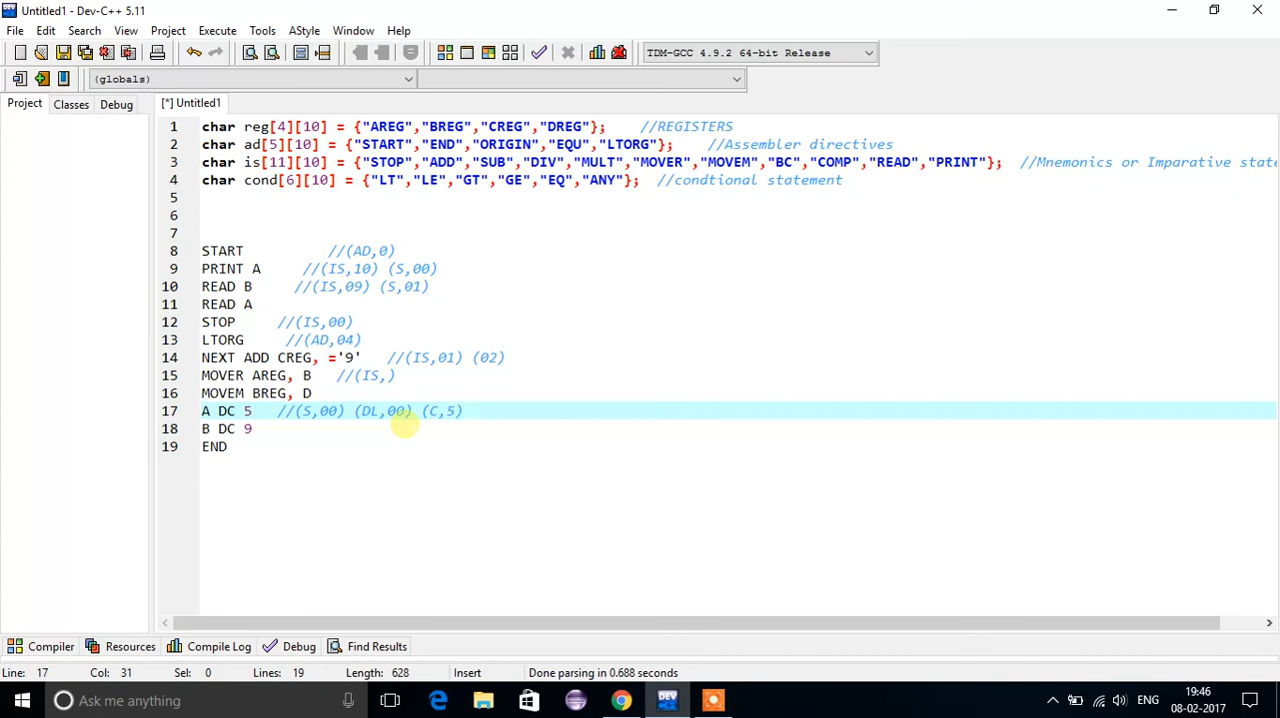 Untitled1 - Dev-C++ 5.11
File Edit Search View Project Execute Tools AStyle Window Help
TDM-GCC 4.9.2 64-bit Release
(globals)
Project Classes Debug [*] Untitled1
1 char reg[4][10] = {"AREG","BREG","CREG","DREG"}; //REGISTERS
2 char ad[5][10] = {"START","END","ORIGIN","EQU","LTORG"}; //Assembler directives
3 char is[11][10] = {"STOP","ADD","SUB","DIV","MULT","MOVER","MOVEM","BC","COMP","READ","PRINT"}; //Mnemonics or Imparative state
4 char cond[6][10] = {"LT","LE","GT","GE","EQ","ANY"}; //condtional statement
5
6
7
8 START //(AD,0)
9 PRINT A //(IS,10) (S,00)
10 READ B //(IS,09) (S,01)
11 READ A
12 STOP //(IS,00)
13 LTORG //(AD,04)
14 NEXT ADD CREG, ='9' //(IS,01) (02)
15 MOVER AREG, B //(IS,)
16 MOVEM BREG, D
17 A DC 5 //(S,00) (DL,00) (C,5)
18 B DC 9
19 END
Compiler Resources Compile Log Debug Find Results
Line: 17 Col: 31 Sel: 0 Lines: 19 Length: 628 Insert Done parsing in 0.688 seconds
Ask me anything DEV ENG 19:46
08-02-2017